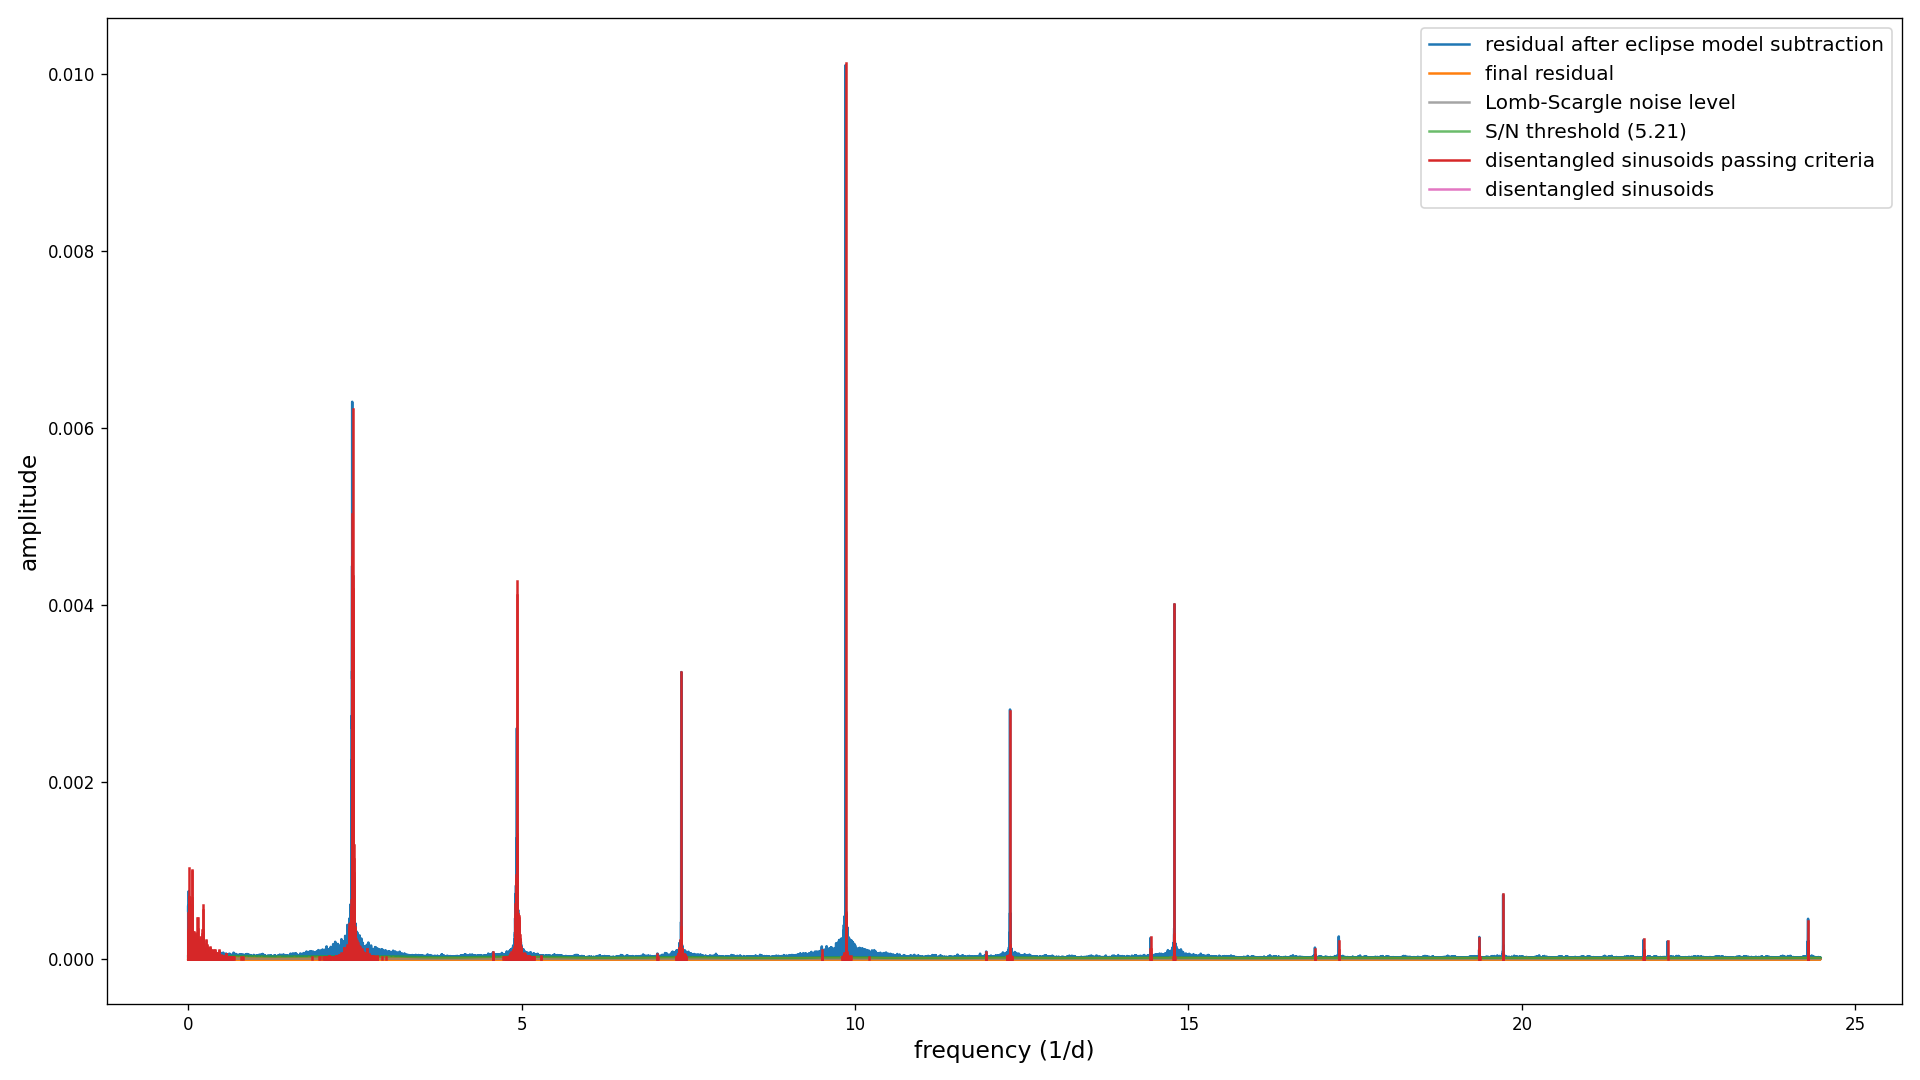 residual after eclipse model subtraction
final residual
Lomb-Scargle noise level
S/N threshold (5.21)
disentangled sinusoids passing criteria
disentangled sinusoids
0.010
0.008
0.006
0.004
0.002
0.000
amplitude
0 5 10 15 20 25
frequency (1/d)